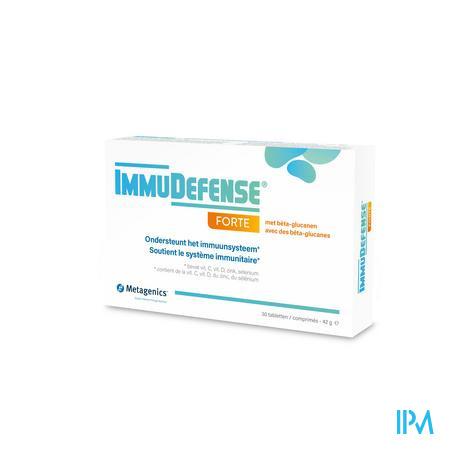 IMMUDEFENSE®
FORTE
met bèta-glucanen
avec des bêta-glucanes
Ondersteunt het immuunsysteem*
Soutient le système immunitaire*
* bevat vit. C, vit. D, zink, selenium
* contient de la vit. C, vit. D, du zinc, du sélénium
Metagenics
30 tabletten / comprimés - 42 g ℮
IPM